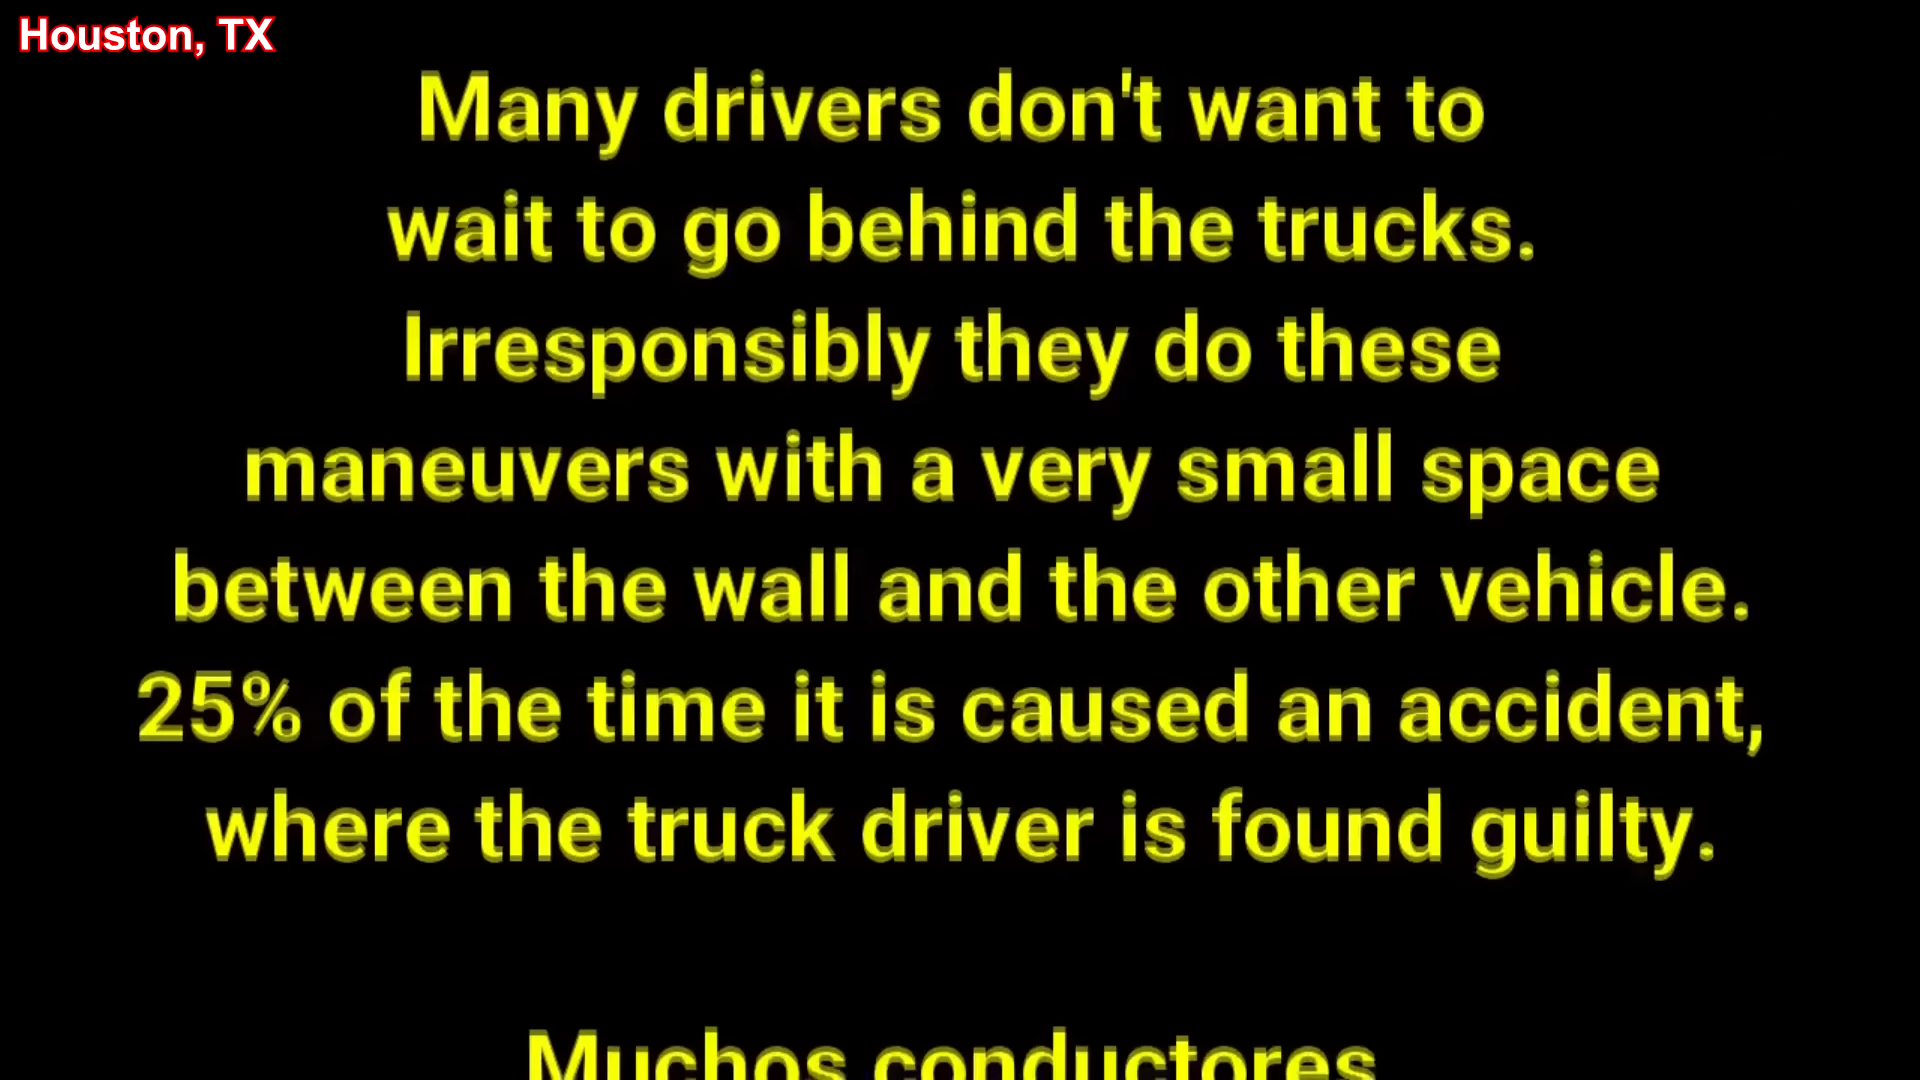 Houston, TX
Many drivers don't want to
wait to go behind the trucks.
Irresponsibly they do these
maneuvers with a very small space
between the wall and the other vehicle.
25% of the time it is caused an accident,
where the truck driver is found guilty.
Muchos conductores